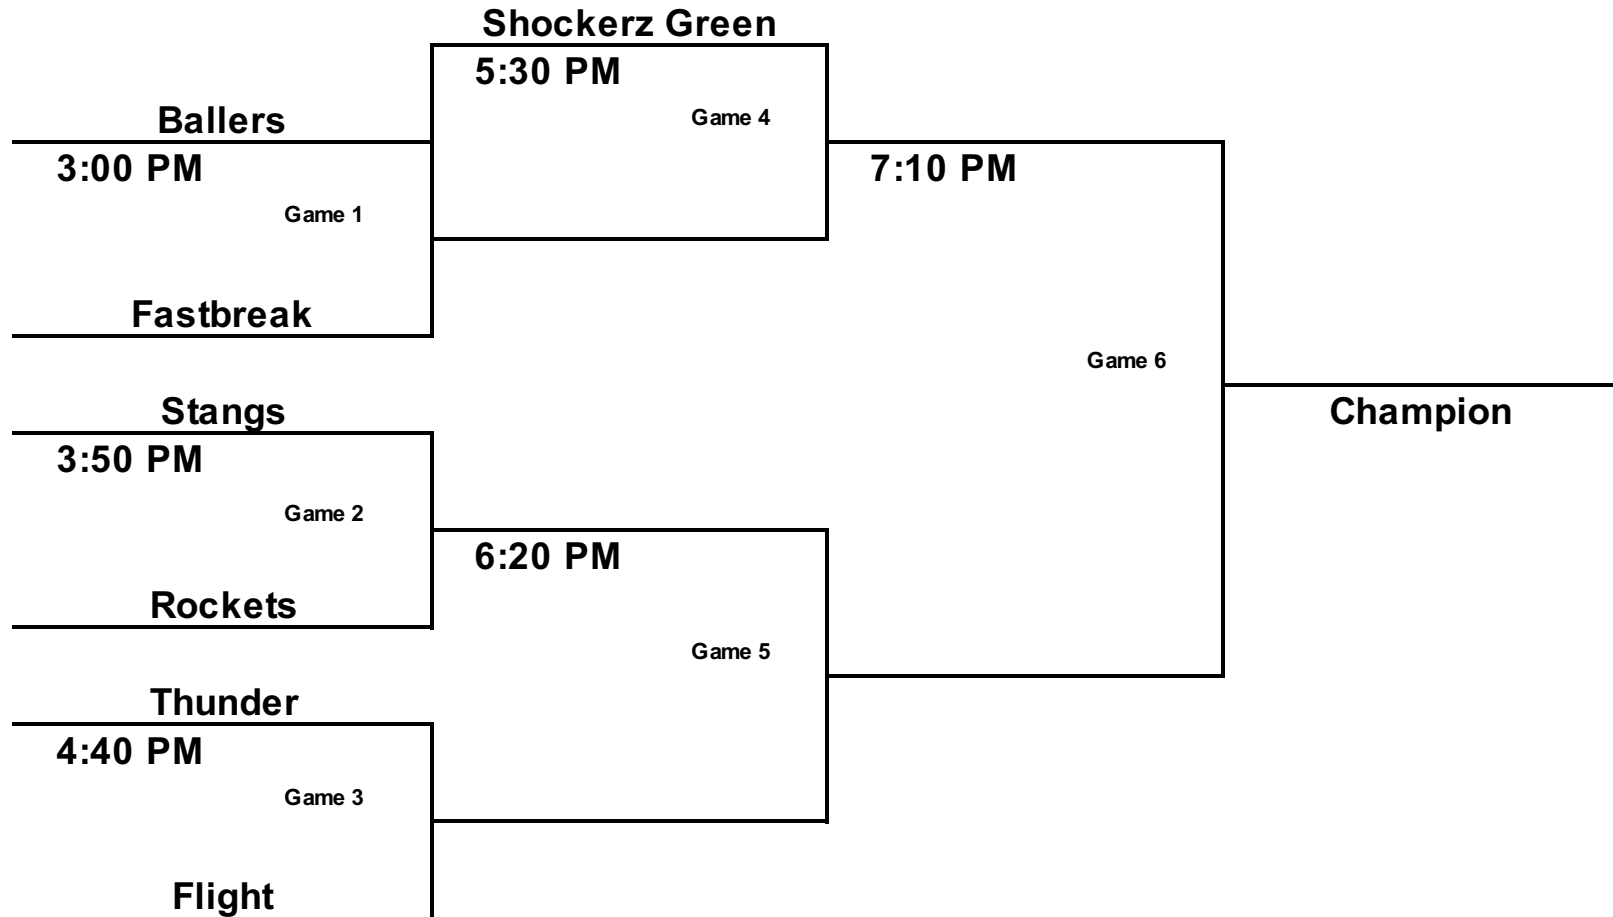 Shockerz Green
5:30 PM
Game 4
Ballers
3:00 PM
7:10 PM
Game 1
Fastbreak
Game 6
Stangs
Champion
3:50 PM
Game 2
6:20 PM
Rockets
Game 5
Thunder
4:40 PM
Game 3
Flight